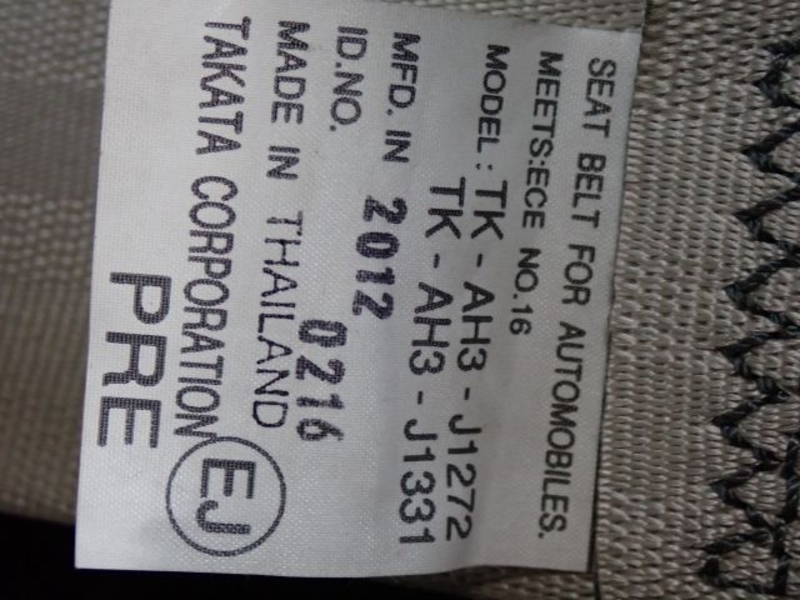 SEAT BELT FOR AUTOMOBILES.
MEETS:ECE NO.16
MODEL : TK - AH3 - J1272
TK - AH3 - J1331
MFD. IN 2012
ID.NO. 0216
MADE IN THAILAND
TAKATA CORPORATION EJ
PRE